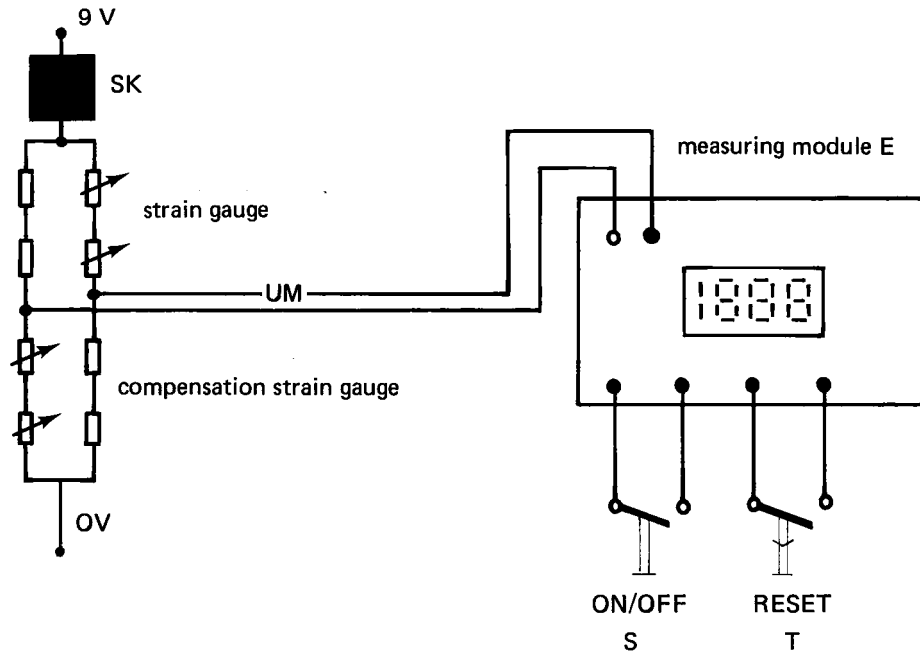 9 V
SK
measuring module E
strain gauge
UM
1888
compensation strain gauge
OV
ON/OFF
RESET
S
T